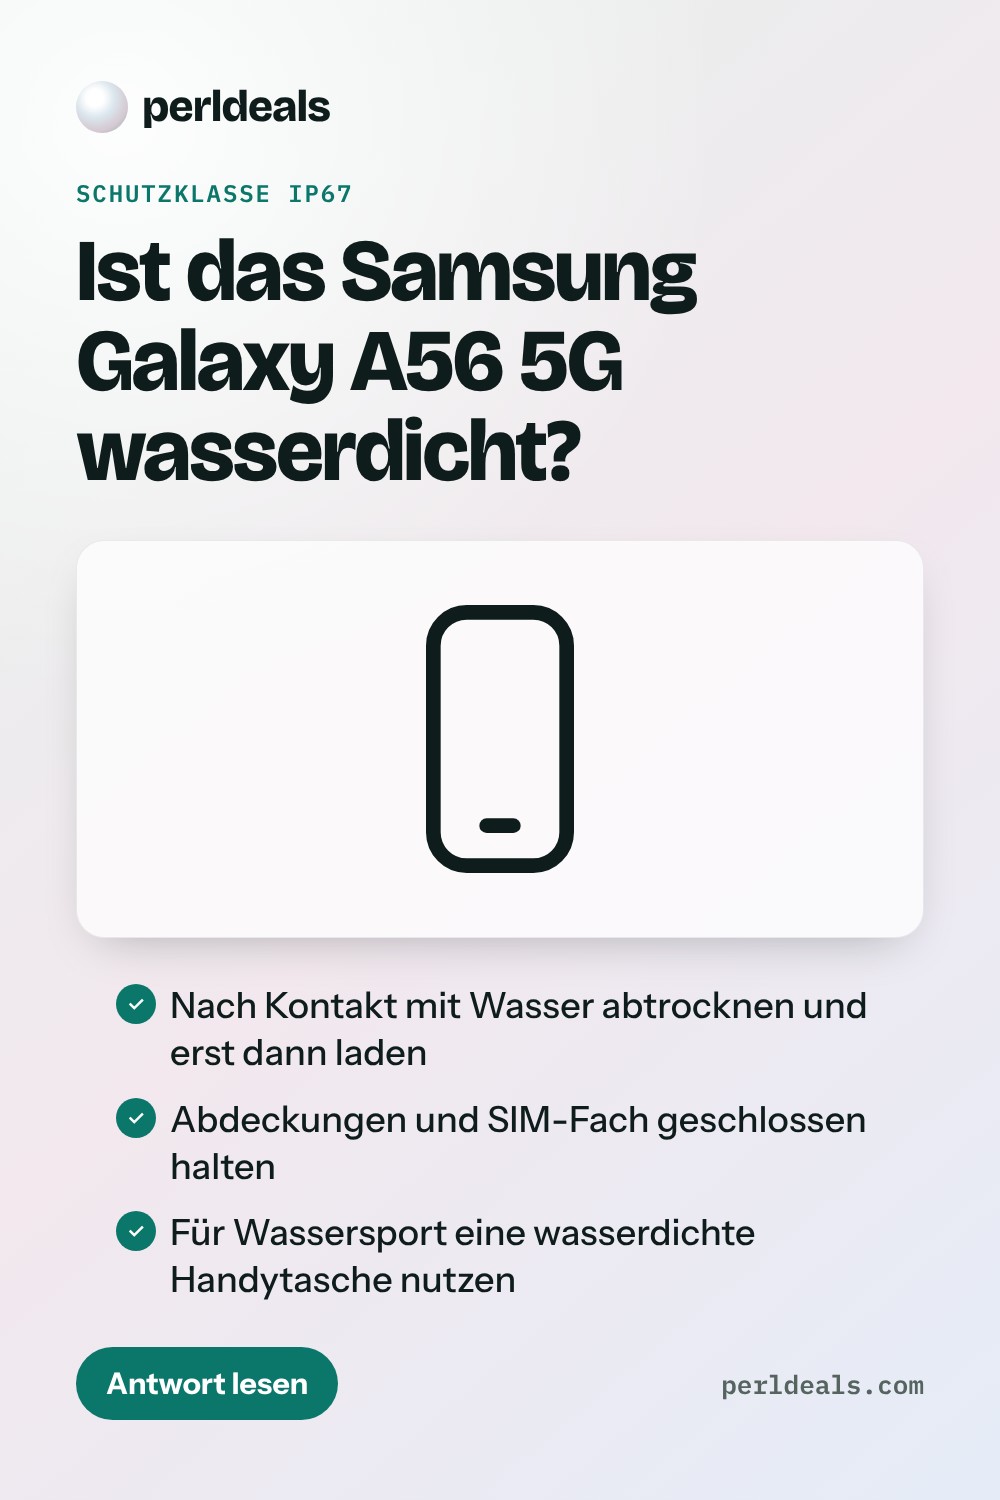 perldeals
SCHUTZKLASSE IP67
Ist das Samsung
Galaxy A56 5G
wasserdicht?
Nach Kontakt mit Wasser abtrocknen und
erst dann laden
Abdeckungen und SIM-Fach geschlossen
halten
Für Wassersport eine wasserdichte
Handytasche nutzen
Antwort lesen
perldeals.com